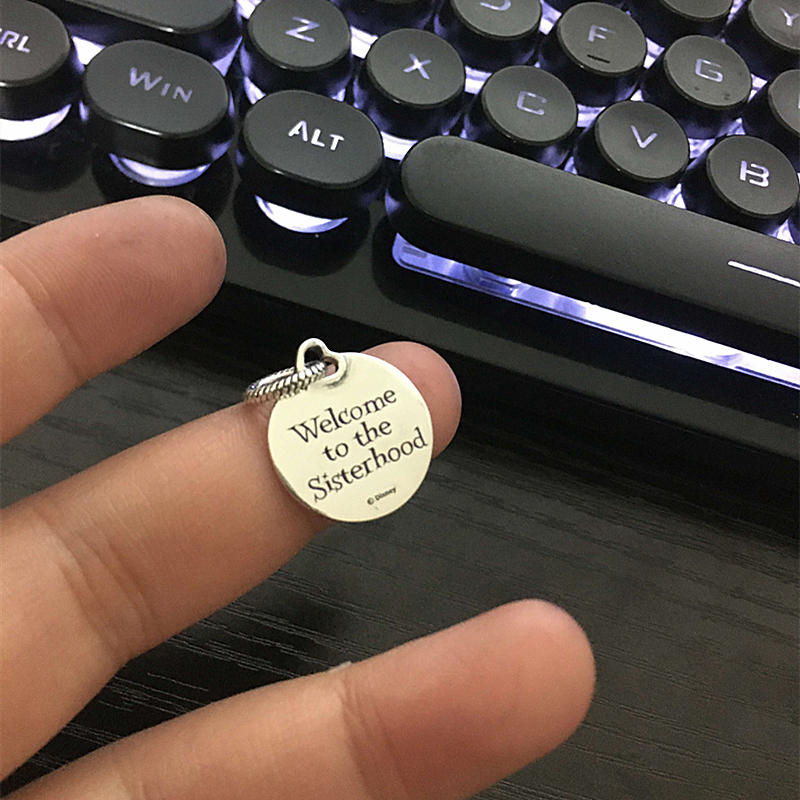 Z
D
F
Y
CTRL
WIN
X
G
ALT
C
V
B
Welcome
to the
Sisterhood
© Disney